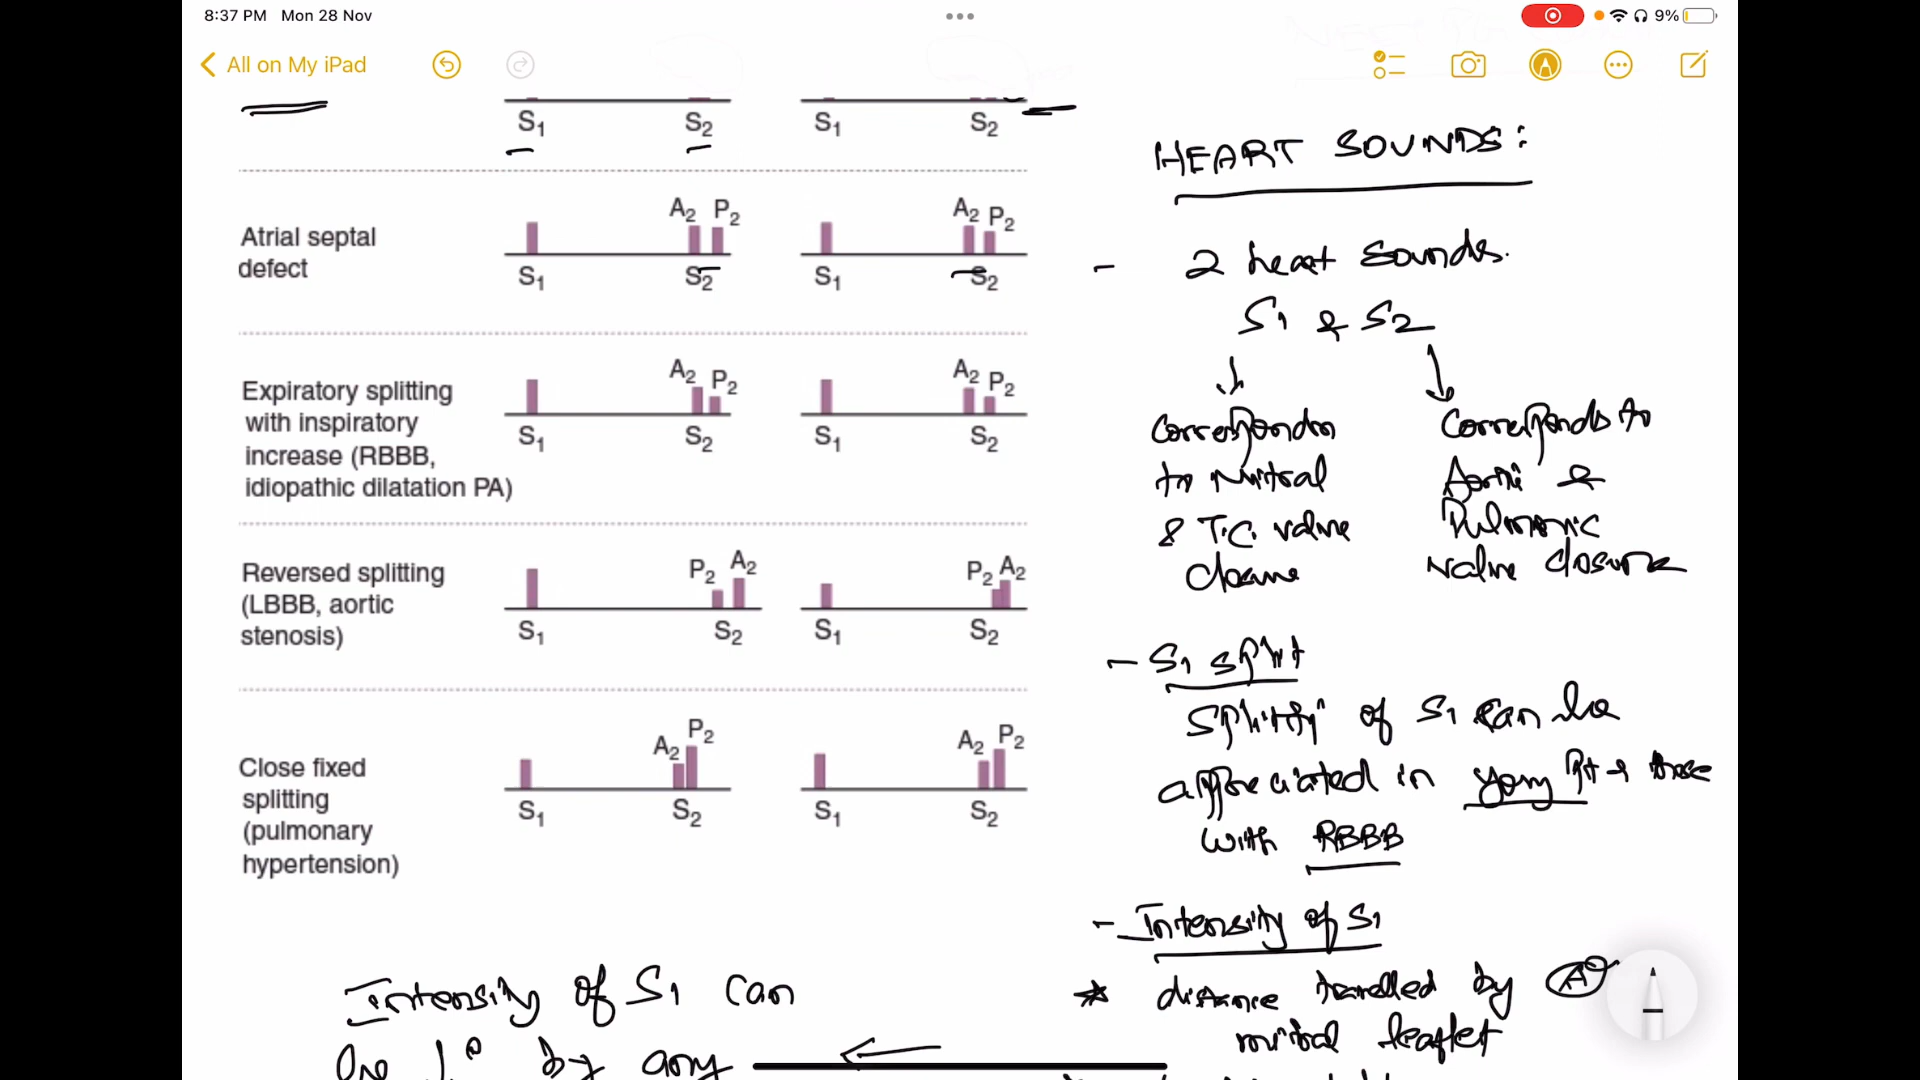 8:37 PM Mon 28 Nov
9%
All on My iPad
S1 S2 S1 S2
Atrial septal
defect
A2 P2 A2 P2
S1 S2 S1 S2
Expiratory splitting
with inspiratory
increase (RBBB,
idiopathic dilatation PA)
A2 P2 A2 P2
S1 S2 S1 S2
Reversed splitting
(LBBB, aortic
stenosis)
P2 A2 P2 A2
S1 S2 S1 S2
Close fixed
splitting
(pulmonary
hypertension)
A2 P2 A2 P2
S1 S2 S1 S2
Intensity of S1 can
by any
HEART SOUNDS:
- 2 heart sounds.
S1 & S2
to Mitral
& T.C. valve
closure
Corresponds to
Aortic &
Pulmonic
valve closure
- S1 split
Splitting of S1 can be
appreciated in young pt & those
with RBBB
- Intensity of S1
* distance travelled by A
mitral leaflet